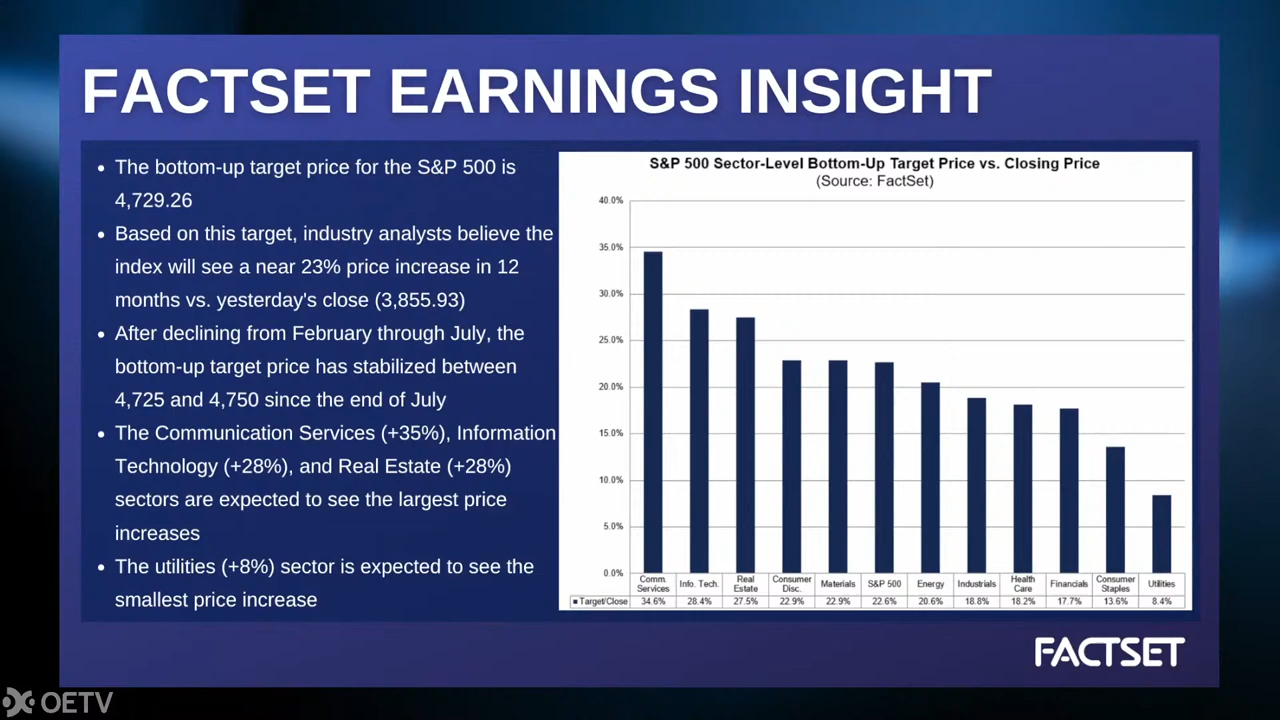 FACTSET EARNINGS INSIGHT
• The bottom-up target price for the S&P 500 is
4,729.26
• Based on this target, industry analysts believe the
index will see a near 23% price increase in 12
months vs. yesterday's close (3,855.93)
• After declining from February through July, the
bottom-up target price has stabilized between
4,725 and 4,750 since the end of July
• The Communication Services (+35%), Information
Technology (+28%), and Real Estate (+28%)
sectors are expected to see the largest price
increases
• The utilities (+8%) sector is expected to see the
smallest price increase
S&P 500 Sector-Level Bottom-Up Target Price vs. Closing Price
(Source: FactSet)
40.0%
35.0%
30.0%
25.0%
20.0%
15.0%
10.0%
5.0%
0.0%
Comm. Services
Info. Tech.
Real Estate
Consumer Disc.
Materials
S&P 500
Energy
Industrials
Health Care
Financials
Consumer Staples
Utilities
Target/Close 34.6% 28.4% 27.5% 22.9% 22.9% 22.6% 20.6% 18.8% 18.2% 17.7% 13.6% 8.4%
FACTSET
OETV